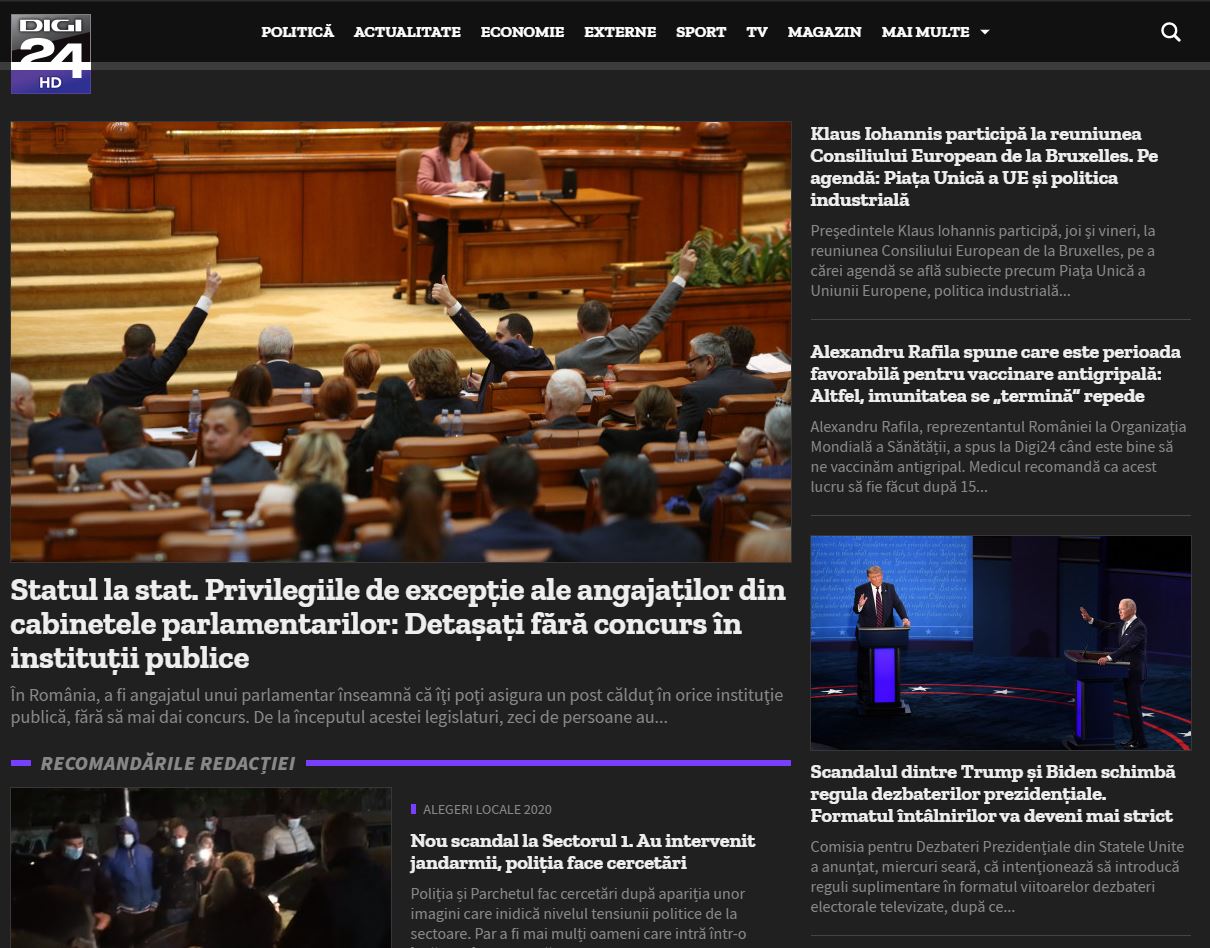 DIGI
24
HD
POLITICĂ ACTUALITATE ECONOMIE EXTERNE SPORT TV MAGAZIN MAI MULTE
Statul la stat. Privilegiile de excepție ale angajaților din
cabinetele parlamentarilor: Detașați fără concurs în
instituții publice
În România, a fi angajatul unui parlamentar înseamnă că îţi poţi asigura un post călduţ în orice instituţie
publică, fără să mai dai concurs. De la începutul acestei legislaturi, zeci de persoane au...
RECOMANDĂRILE REDACȚIEI
ALEGERI LOCALE 2020
Nou scandal la Sectorul 1. Au intervenit
jandarmii, poliția face cercetări
Poliția și Parchetul fac cercetări după apariția unor
imagini care inidică nivelul tensiunii politice de la
sectoare. Par a fi mai mulți oameni care intră într-o
Klaus Iohannis participă la reuniunea
Consiliului European de la Bruxelles. Pe
agendă: Piața Unică a UE și politica
industrială
Preşedintele Klaus Iohannis participă, joi şi vineri, la
reuniunea Consiliului European de la Bruxelles, pe a
cărei agendă se află subiecte precum Piaţa Unică a
Uniunii Europene, politica industrială...
Alexandru Rafila spune care este perioada
favorabilă pentru vaccinare antigripală:
Altfel, imunitatea se „termină” repede
Alexandru Rafila, reprezentantul României la Organizația
Mondială a Sănătății, a spus la Digi24 când este bine să
ne vaccinăm antigripal. Medicul recomandă ca acest
lucru să fie făcut după 15...
Scandalul dintre Trump și Biden schimbă
regula dezbaterilor prezidențiale.
Formatul întâlnirilor va deveni mai strict
Comisia pentru Dezbateri Prezidențiale din Statele Unite
a anunţat, miercuri seară, că intenţionează să introducă
reguli suplimentare în formatul viitoarelor dezbateri
electorale televizate, după ce...